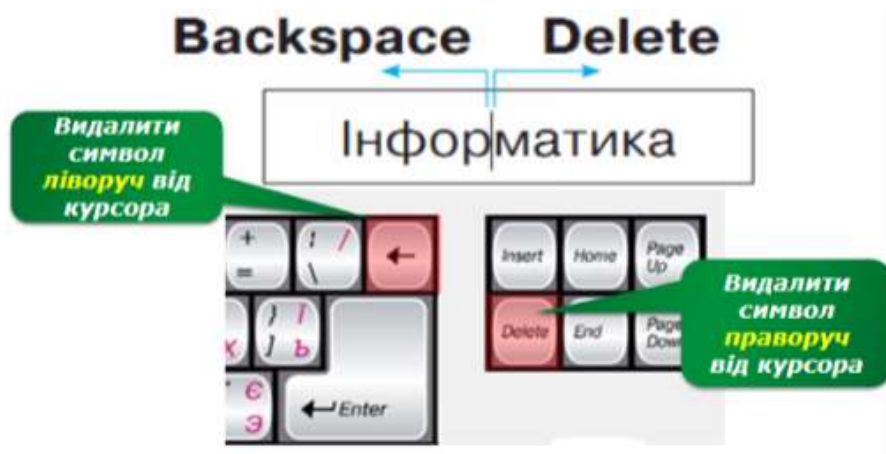 Backspace Delete
Інформатика
Видалити
символ
ліворуч від
курсора
+
=
; /
\
←
Insert
Home
Page
Up
} Ї
] Ъ
Х
Delete
End
Page
Down
Є
Э
Enter
Видалити
символ
праворуч
від курсора